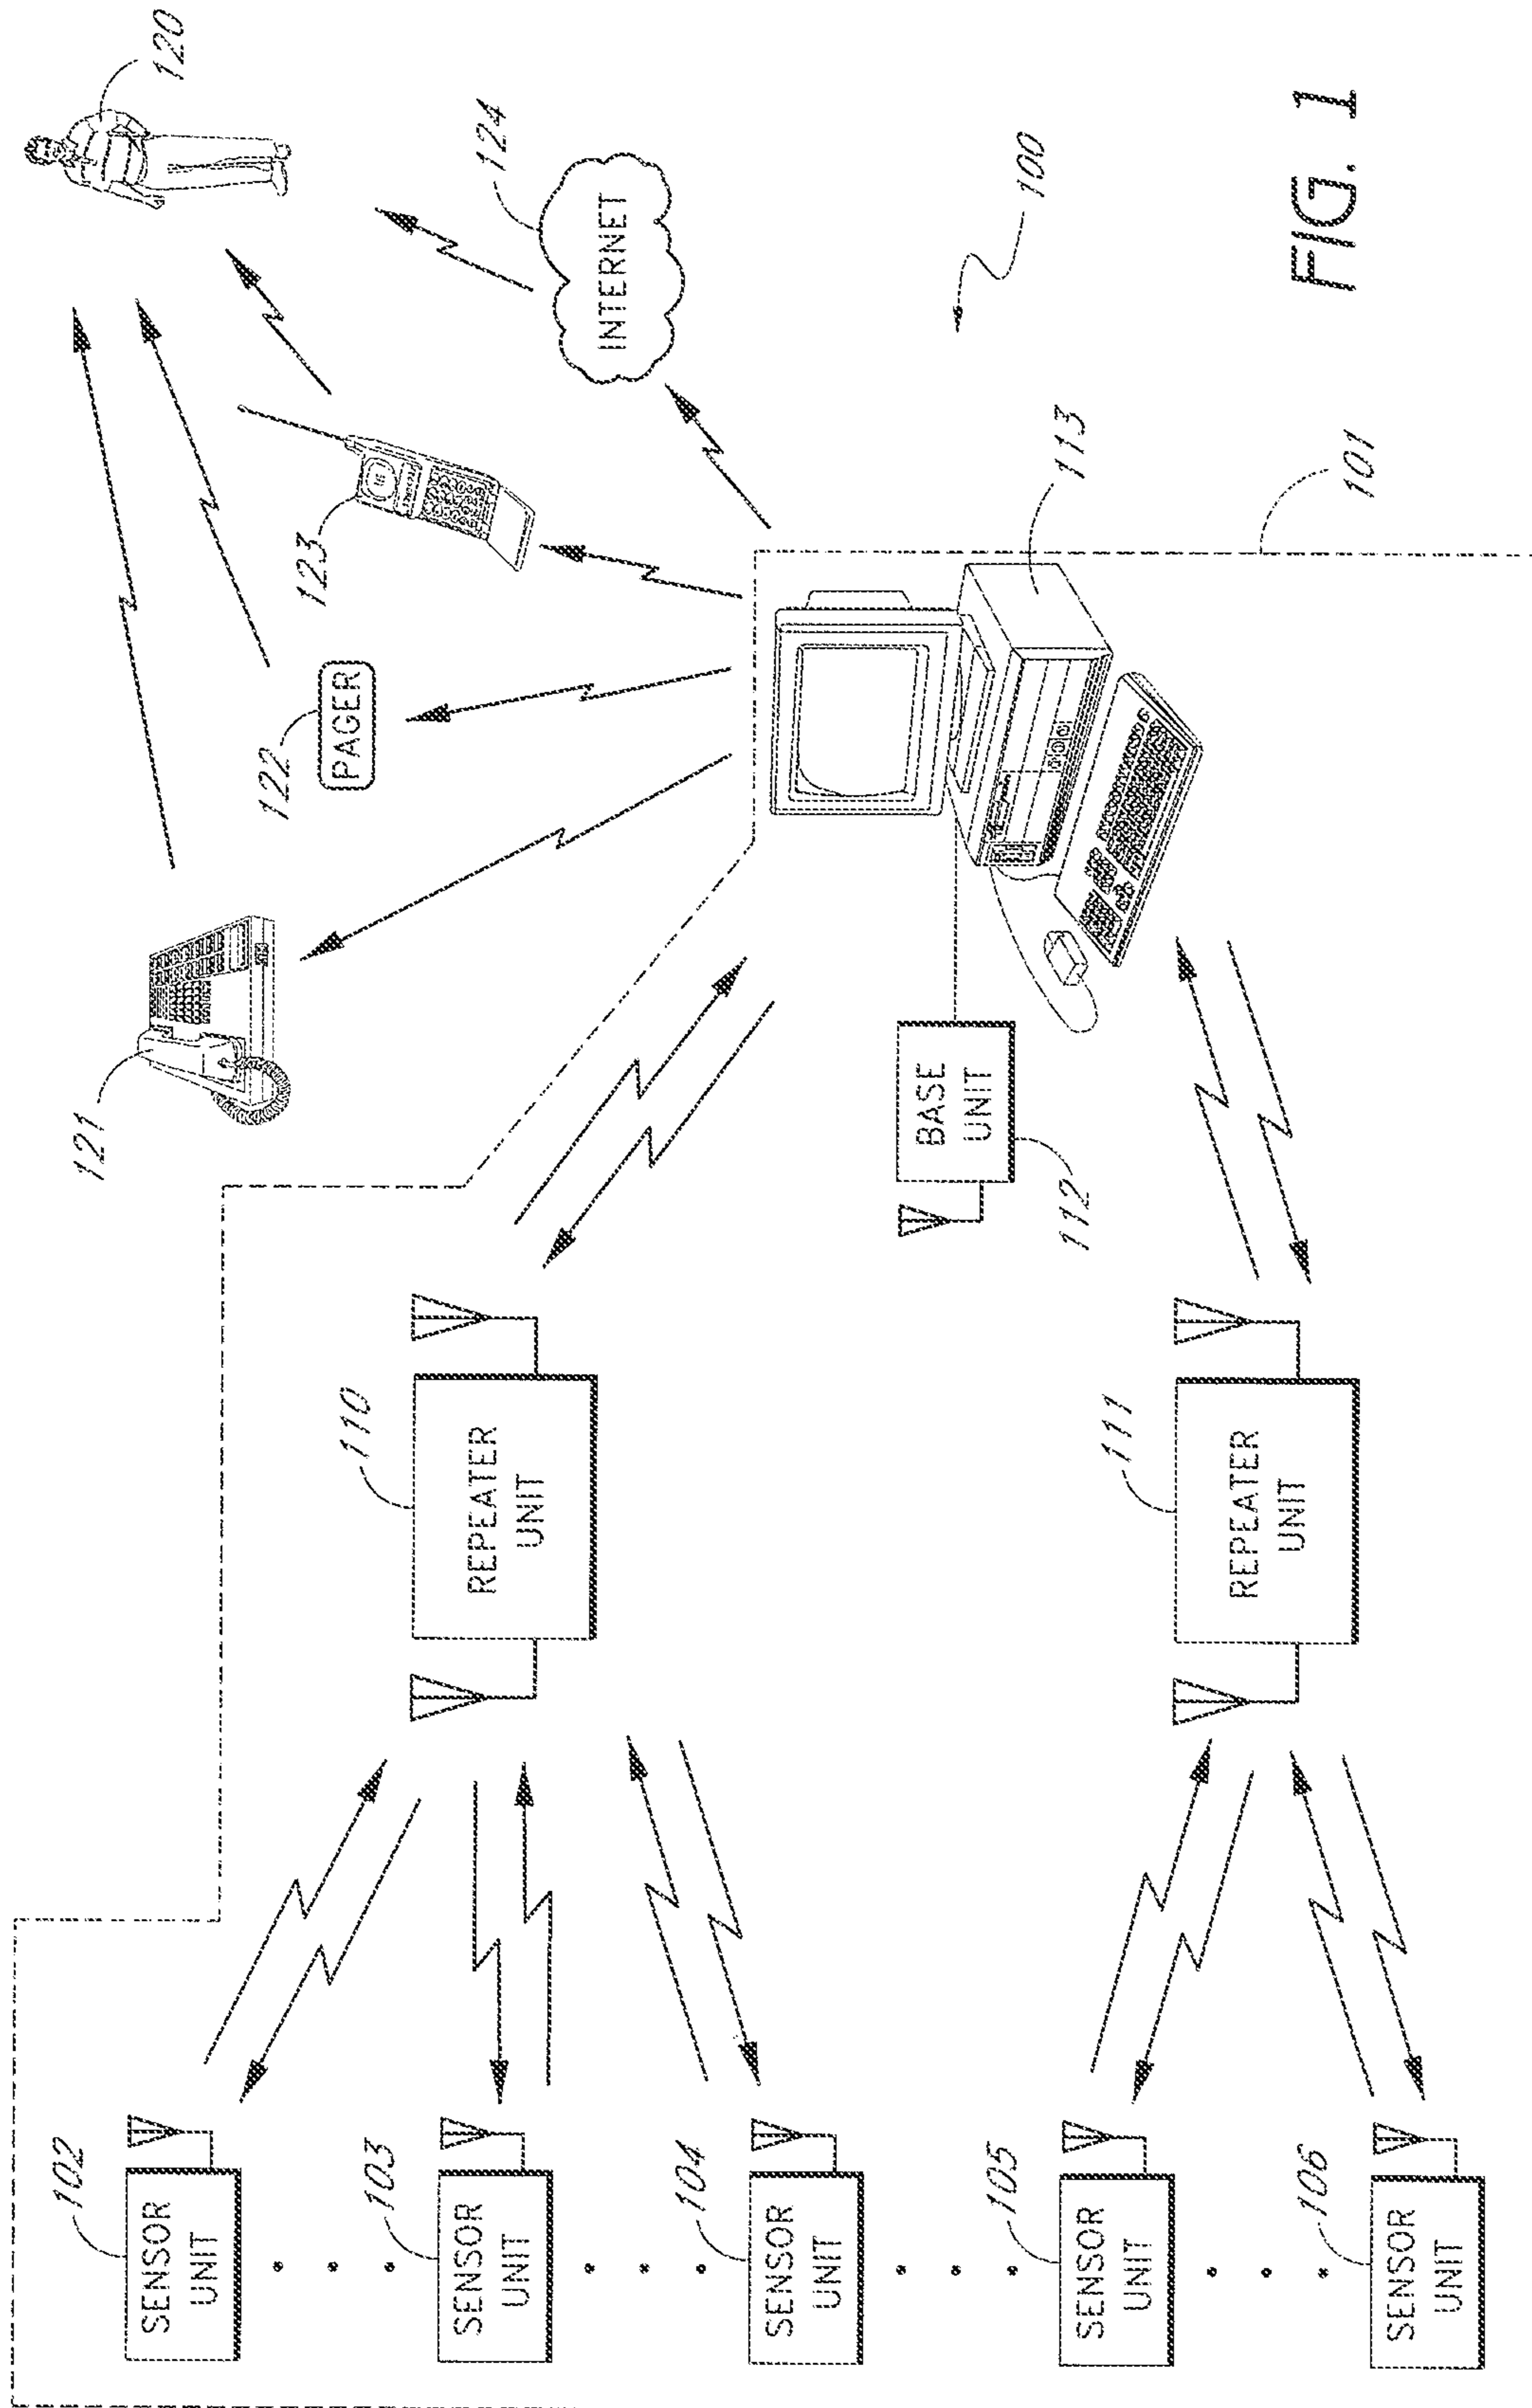 102
SENSOR
UNIT
103
SENSOR
UNIT
104
SENSOR
UNIT
105
SENSOR
UNIT
106
SENSOR
UNIT
110
REPEATER
UNIT
111
REPEATER
UNIT
BASE
UNIT
112
113
101
121
122
PAGER
123
124
INTERNET
120
100
FIG. 1